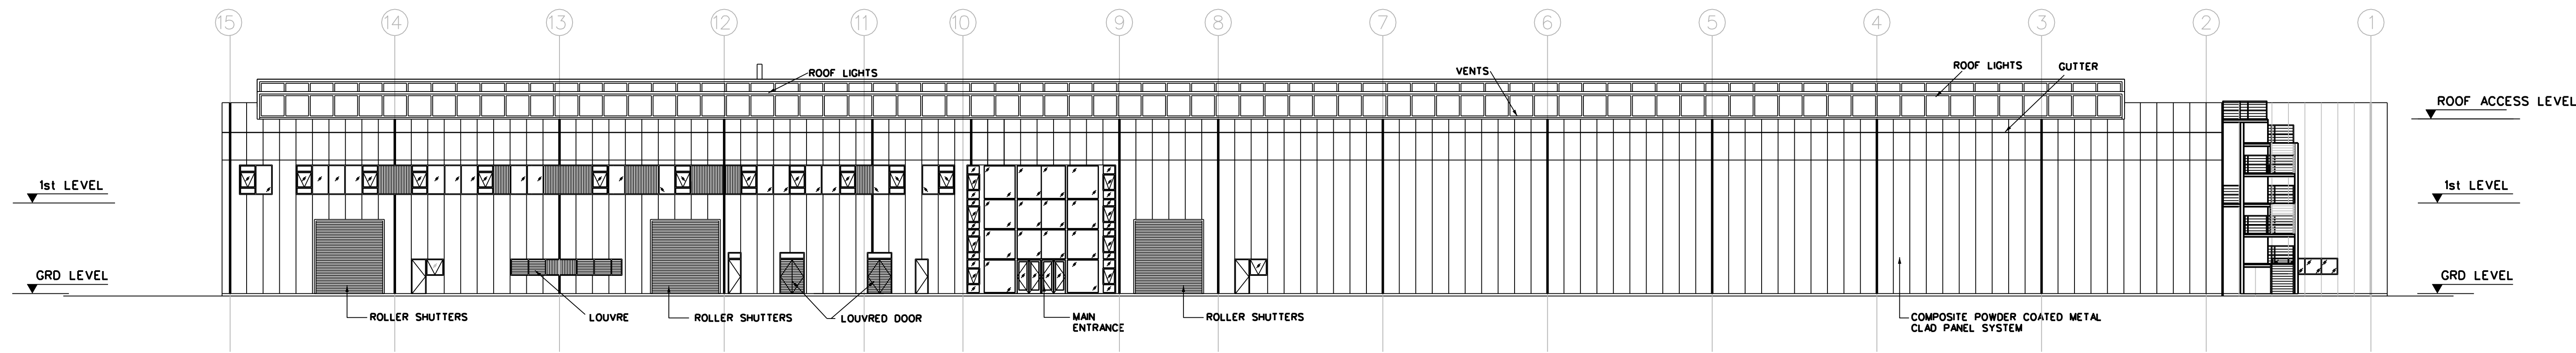 15 14 13 12 11 10 9 8 7 6 5 4 3 2 1
ROOF LIGHTS
VENTS
ROOF LIGHTS
GUTTER
ROOF ACCESS LEVEL
1st LEVEL
1st LEVEL
GRD LEVEL
GRD LEVEL
ROLLER SHUTTERS
LOUVRE
ROLLER SHUTTERS
LOUVRED DOOR
MAIN
ENTRANCE
ROLLER SHUTTERS
COMPOSITE POWDER COATED METAL
CLAD PANEL SYSTEM